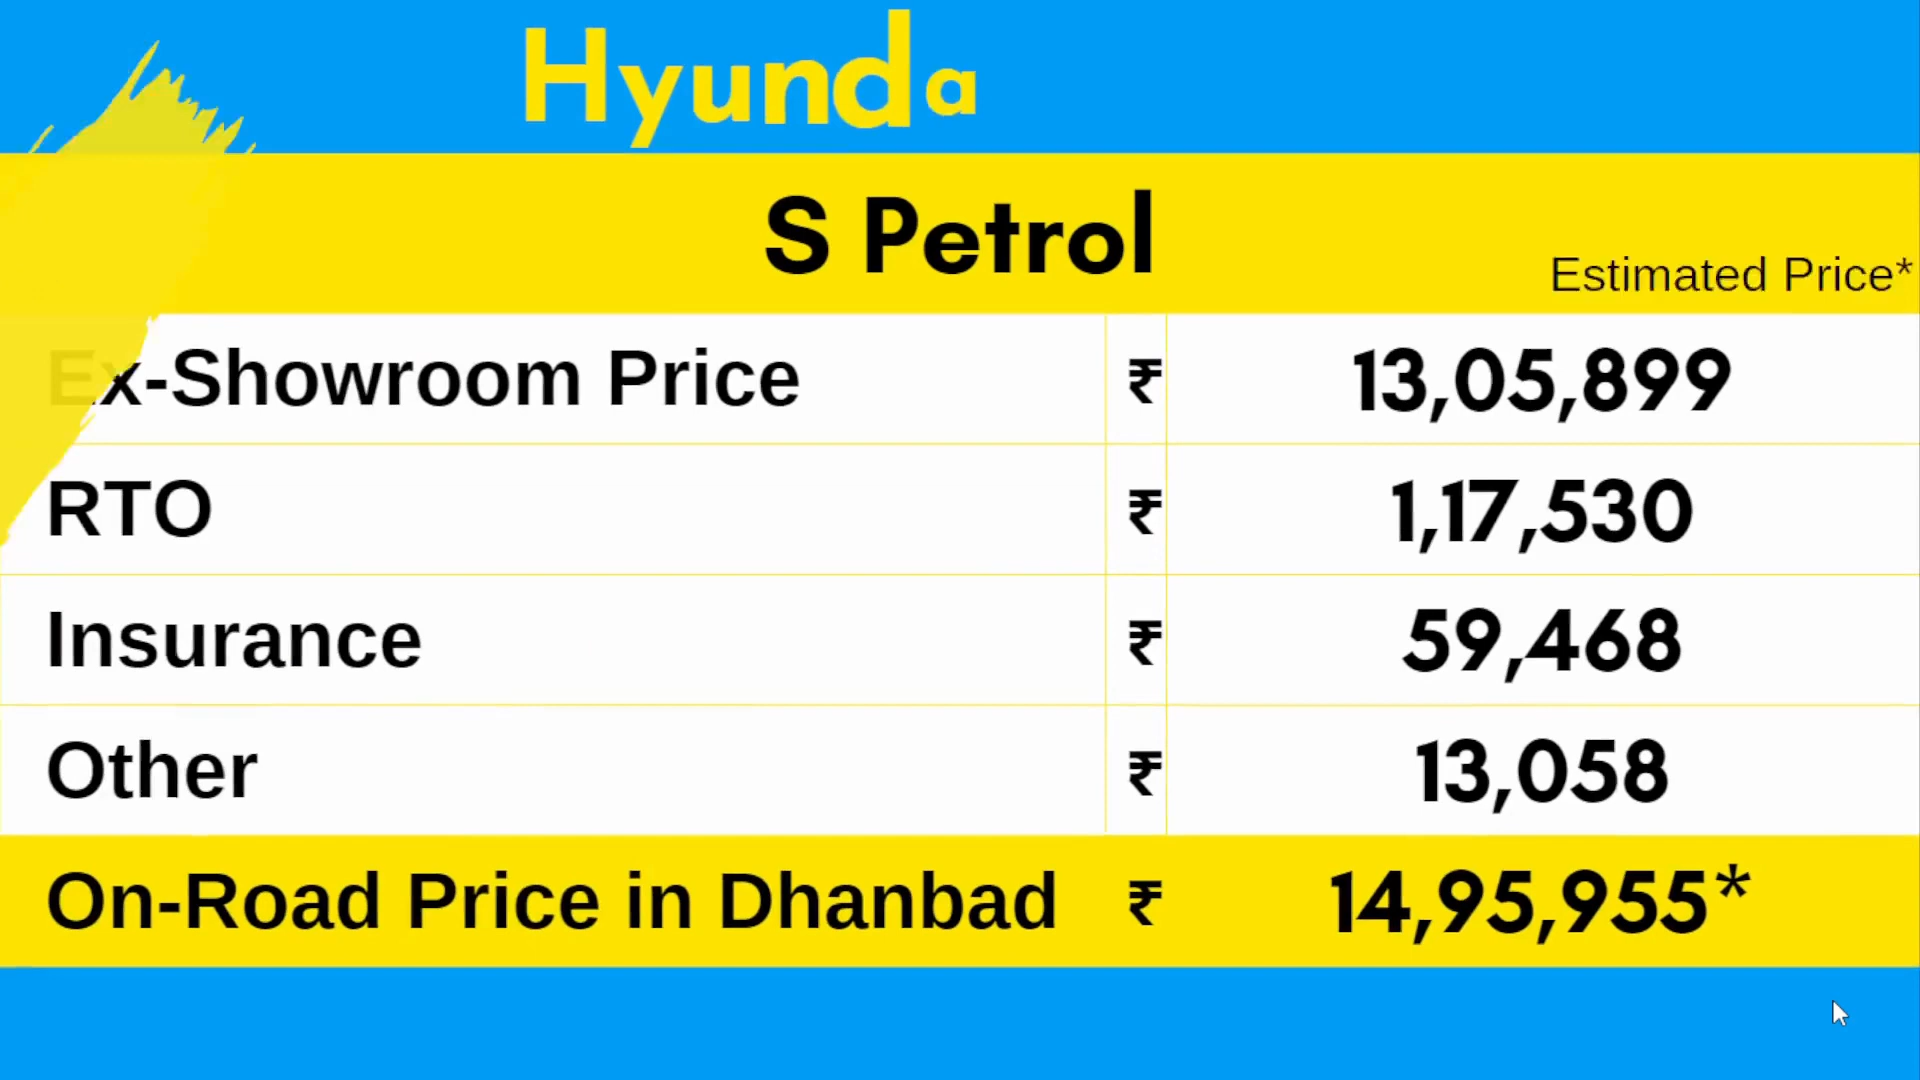 Hyunda
S Petrol
Estimated Price*
Ex-Showroom Price ₹ 13,05,899
RTO ₹ 1,17,530
Insurance ₹ 59,468
Other ₹ 13,058
On-Road Price in Dhanbad ₹ 14,95,955*